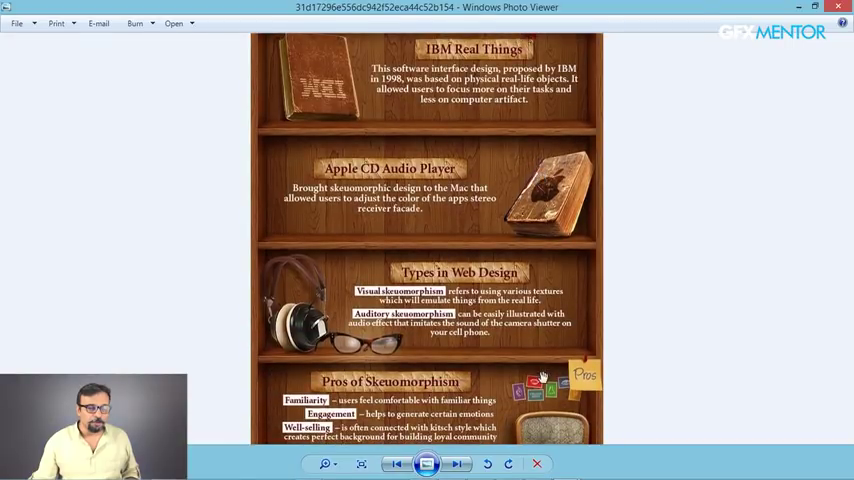 31d17296e556dc942f52eca44c52b154 - Windows Photo Viewer
File Print E-mail Burn Open
GFXMENTOR
IBM Real Things
This software interface design, proposed by IBM
in 1998, was based on physical real-life objects. It
allowed users to focus more on their tasks and
less on computer artifact.
Apple CD Audio Player
Brought skeuomorphic design to the Mac that
allowed users to adjust the color of the apps stereo
receiver facade.
Types in Web Design
Visual skeuomorphism refers to using various textures
which will emulate things from the real life.
Auditory skeuomorphism can be easily illustrated with
audio effect that imitates the sound of the camera shutter on
your cell phone.
Pros
Pros of Skeuomorphism
Familiarity – users feel comfortable with familiar things
Engagement – helps to generate certain emotions
Well-selling – is often connected with kitsch style which
creates perfect background for building loyal community